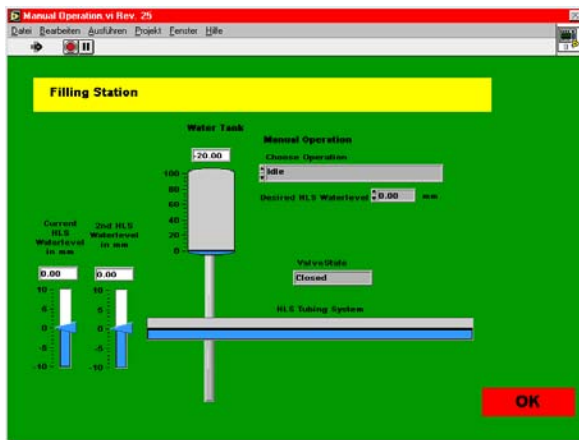 Manual Operation.vi Rev. 25
Datei Bearbeiten Ausführen Projekt Fenster Hilfe
Filling Station
Water Tank
-20.00
100
80
60
40
20
0
Manual Operation
Choose Operation
Idle
Desired HLS Waterlevel
0.00
mm
Current
HLS
Waterlevel
in mm
0.00
10
5
0
-5
-10
2nd HLS
Waterlevel
in mm
0.00
10
5
0
-5
-10
ValveState
Closed
HLS Tubing System
OK